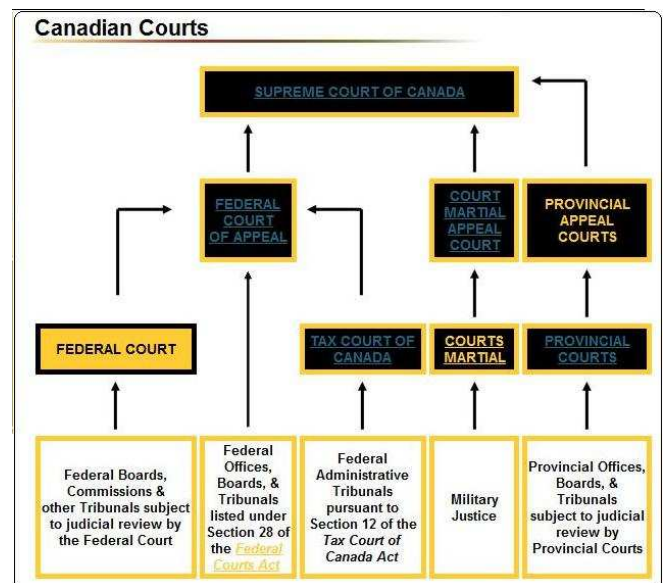 Canadian Courts
SUPREME COURT OF CANADA
FEDERAL
COURT
OF APPEAL
COURT
MARTIAL
APPEAL
COURT
PROVINCIAL
APPEAL
COURTS
FEDERAL COURT
TAX COURT OF
CANADA
COURTS
MARTIAL
PROVINCIAL
COURTS
Federal Boards,
Commissions &
other Tribunals subject
to judicial review by
the Federal Court
Federal
Offices,
Boards, &
Tribunals
listed under
Section 28 of
the Federal
Courts Act
Federal
Administrative
Tribunals
pursuant to
Section 12 of the
Tax Court of
Canada Act
Military
Justice
Provincial Offices,
Boards, &
Tribunals
subject to judicial
review by
Provincial Courts